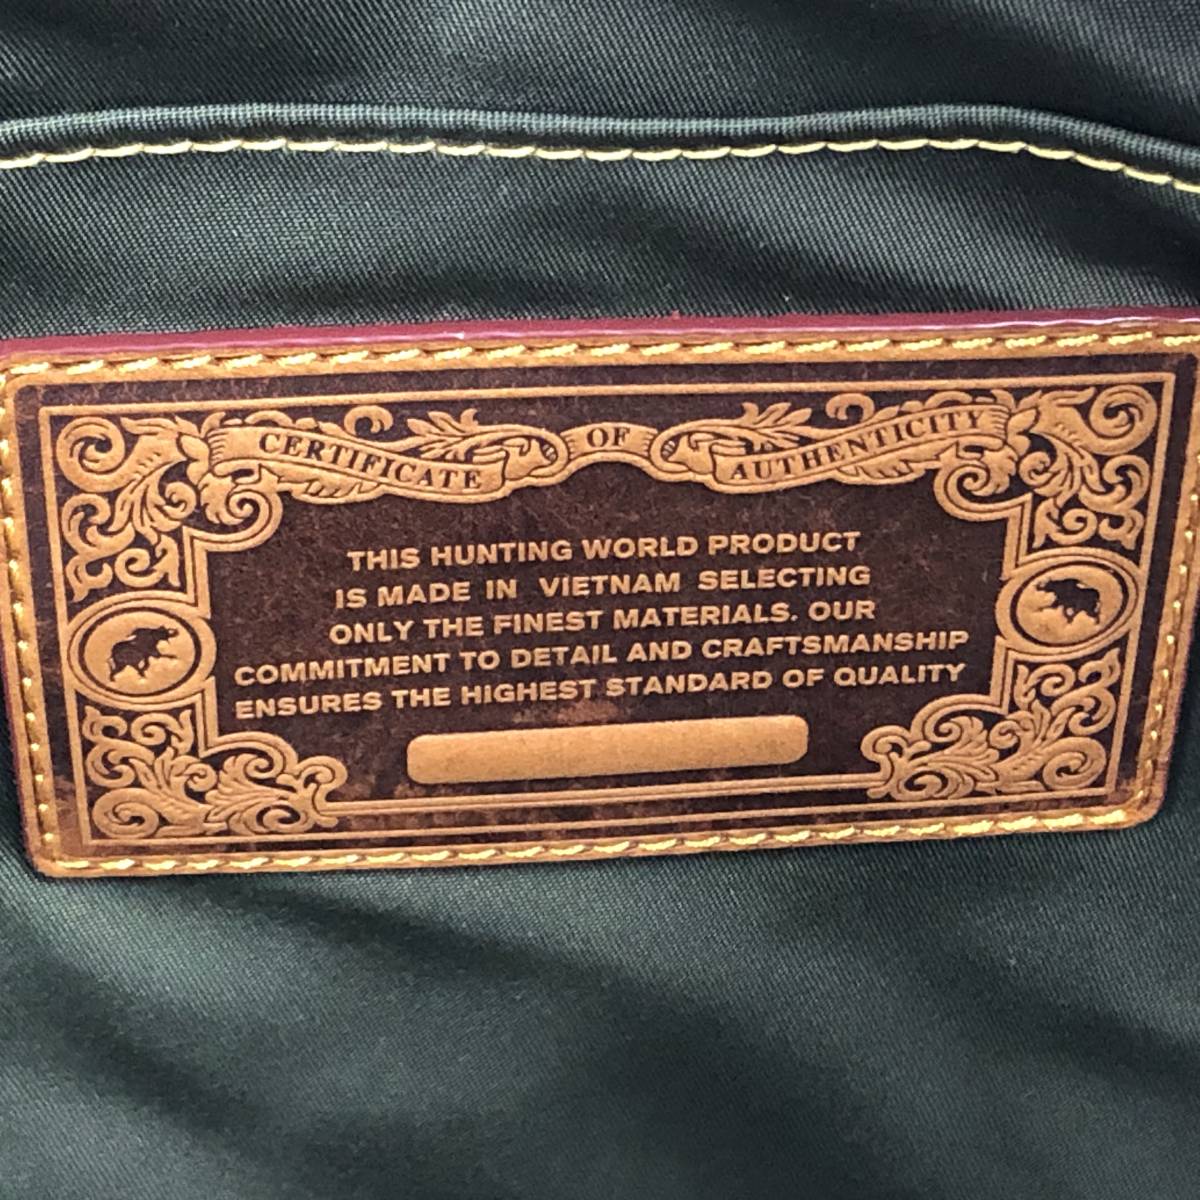 CERTIFICATE OF AUTHENTICITY
THIS HUNTING WORLD PRODUCT
IS MADE IN VIETNAM SELECTING
ONLY THE FINEST MATERIALS. OUR
COMMITMENT TO DETAIL AND CRAFTSMANSHIP
ENSURES THE HIGHEST STANDARD OF QUALITY